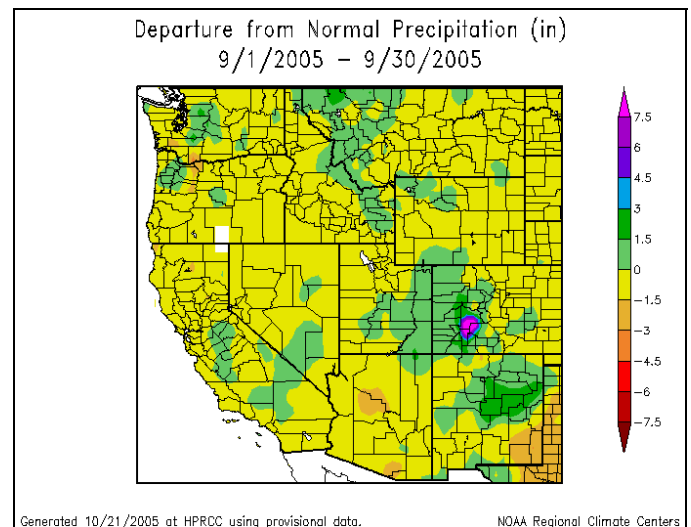 Departure from Normal Precipitation (in)
9/1/2005 – 9/30/2005
7.5
6
4.5
3
1.5
0
−1.5
−3
−4.5
−6
−7.5
Generated 10/21/2005 at HPRCC using provisional data.
NOAA Regional Climate Centers